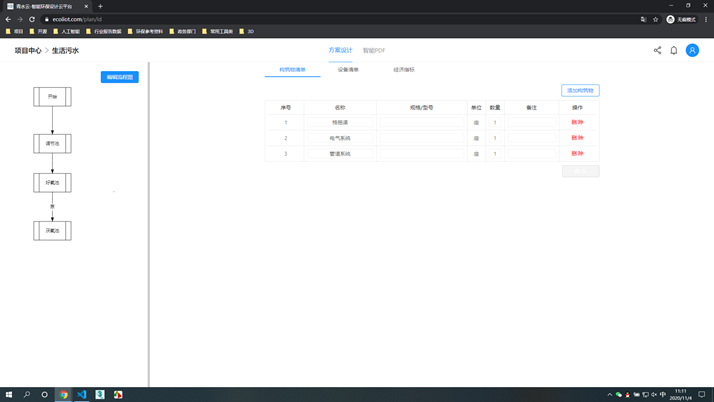 青水云-智能环保设计云平台
ecoiiot.com/plan/id
无痕模式
项目
开源
人工智能
行业报告数据
环保参考资料
政务部门
常用工具类
3D
项目中心 > 生活污水
方案设计
智能PDF
编辑流程图
构筑物清单
设备清单
经济指标
添加构筑物
序号 名称 规格/型号 单位 数量 备注 操作
1 格栅渠 座 1 删 除
2 电气系统 座 1 删 除
3 管道系统 座 1 删 除
开始
调节池
好氧池
是
厌氧池
中
11:11
2020/11/4